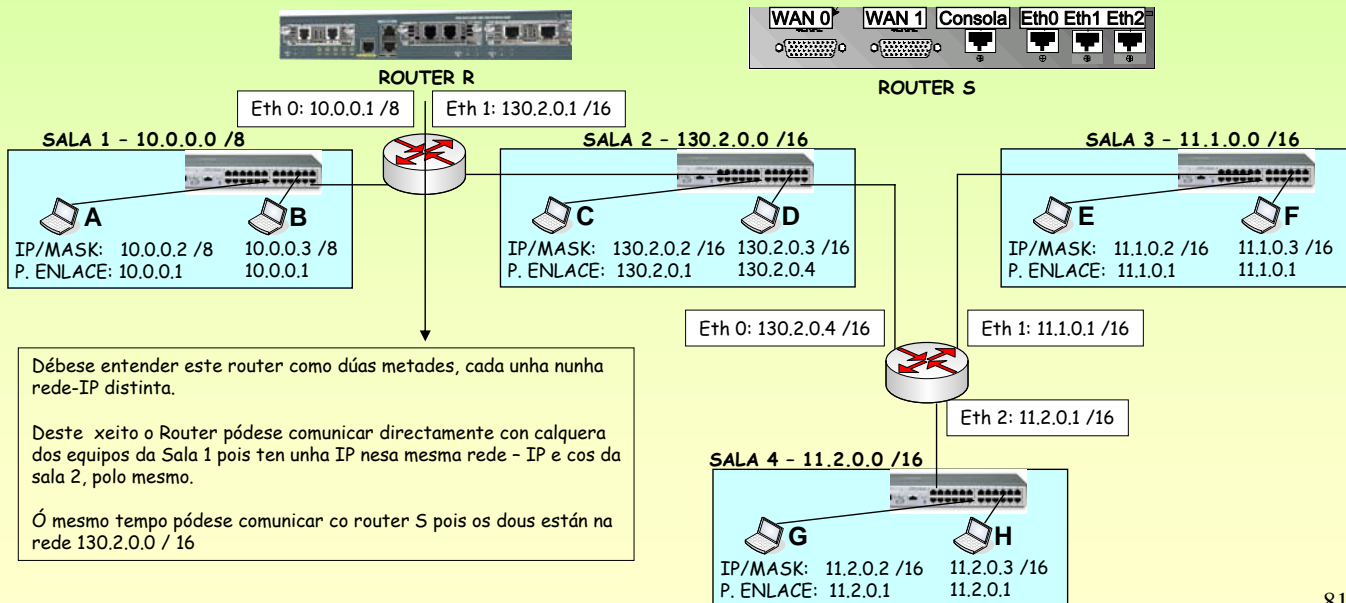 WAN 0 WAN 1 Consola Eth0 Eth1 Eth2
ROUTER R
ROUTER S
Eth 0: 10.0.0.1 /8
Eth 1: 130.2.0.1 /16
SALA 1 – 10.0.0.0 /8
A
B
IP/MASK: 10.0.0.2 /8 10.0.0.3 /8
P. ENLACE: 10.0.0.1 10.0.0.1
SALA 2 – 130.2.0.0 /16
C
D
IP/MASK: 130.2.0.2 /16 130.2.0.3 /16
P. ENLACE: 130.2.0.1 130.2.0.4
SALA 3 – 11.1.0.0 /16
E
F
IP/MASK: 11.1.0.2 /16 11.1.0.3 /16
P. ENLACE: 11.1.0.1 11.1.0.1
Eth 0: 130.2.0.4 /16
Eth 1: 11.1.0.1 /16
Eth 2: 11.2.0.1 /16
Débese entender este router como dúas metades, cada unha nunha
rede-IP distinta.
Deste xeito o Router pódese comunicar directamente con calquera
dos equipos da Sala 1 pois ten unha IP nesa mesma rede – IP e cos da
sala 2, polo mesmo.
Ó mesmo tempo pódese comunicar co router S pois os dous están na
rede 130.2.0.0 / 16
SALA 4 – 11.2.0.0 /16
G
H
IP/MASK: 11.2.0.2 /16 11.2.0.3 /16
P. ENLACE: 11.2.0.1 11.2.0.1
81